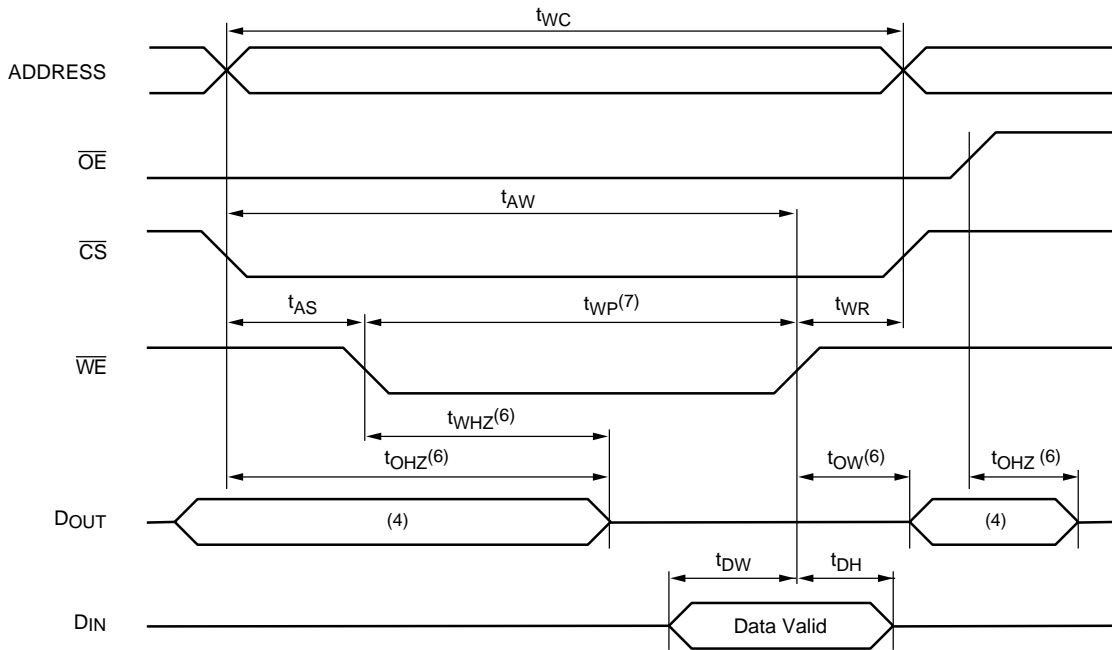 tWC
ADDRESS
OE
tAW
CS
tAS
tWP(7)
tWR
WE
tWHZ(6)
tOHZ(6)
tOW(6)
tOHZ (6)
DOUT
(4)
(4)
tDW
tDH
DIN
Data Valid